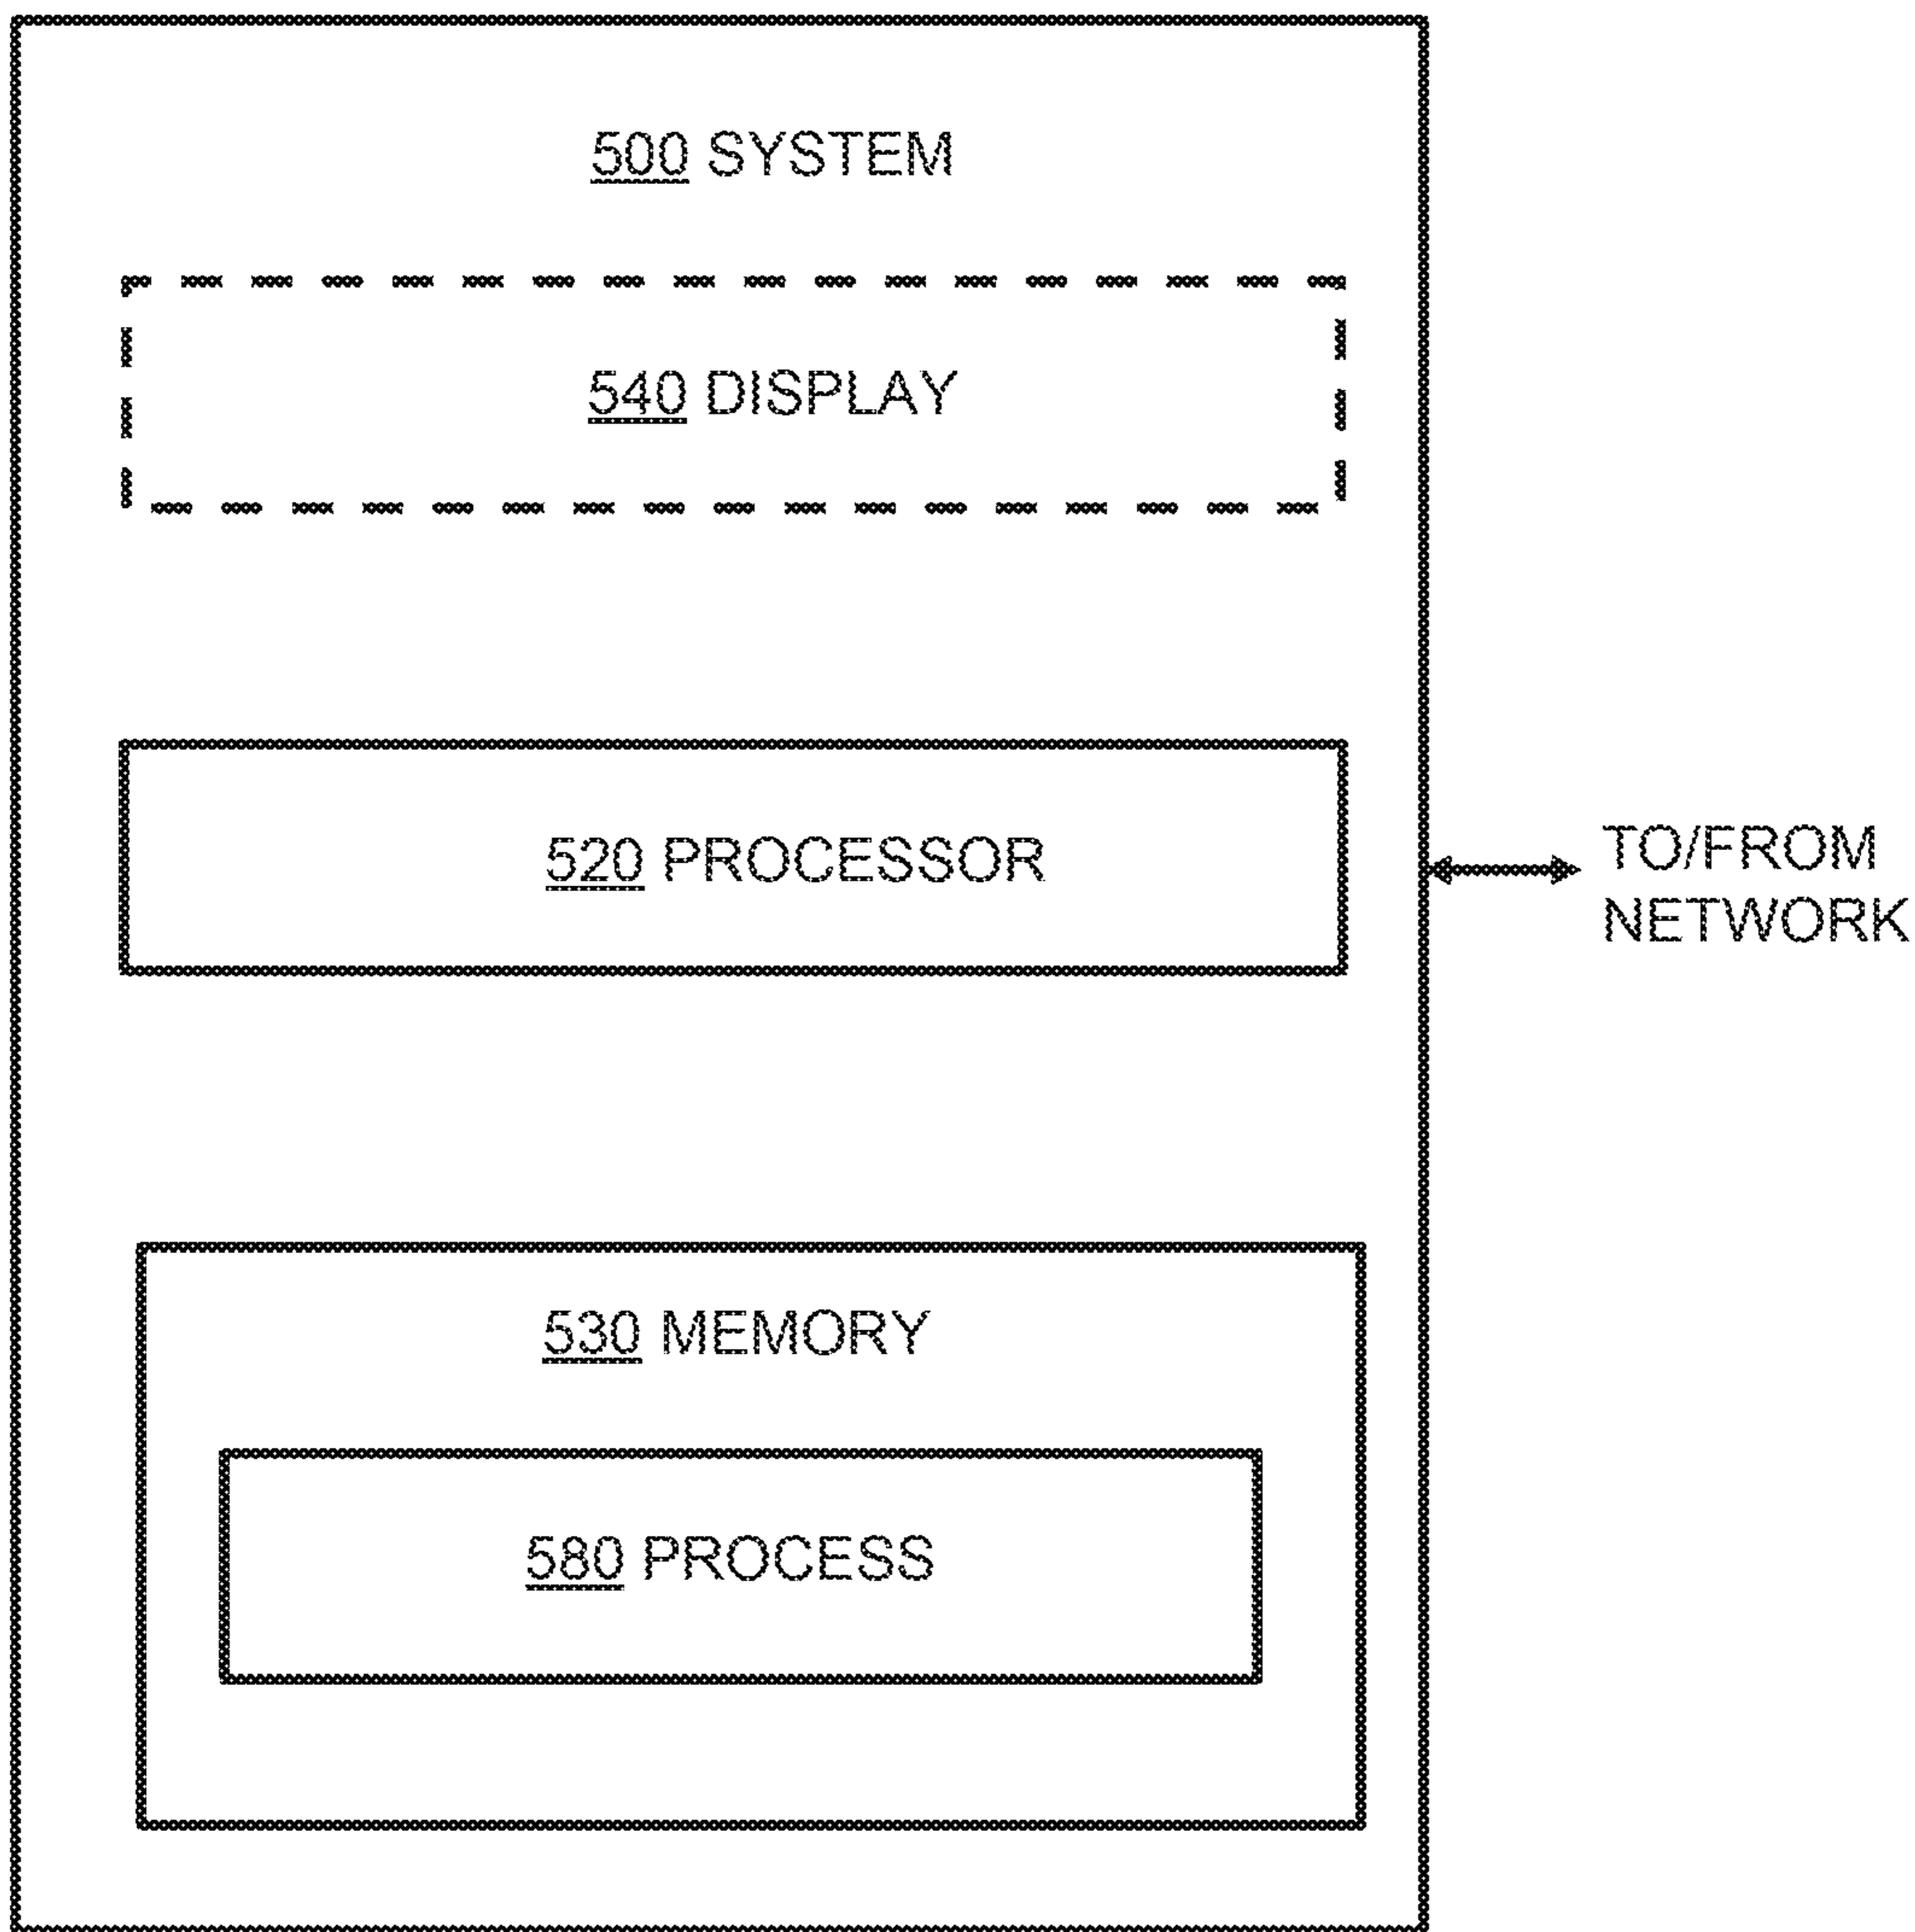 500 SYSTEM
540 DISPLAY
520 PROCESSOR
TO/FROM
NETWORK
530 MEMORY
580 PROCESS